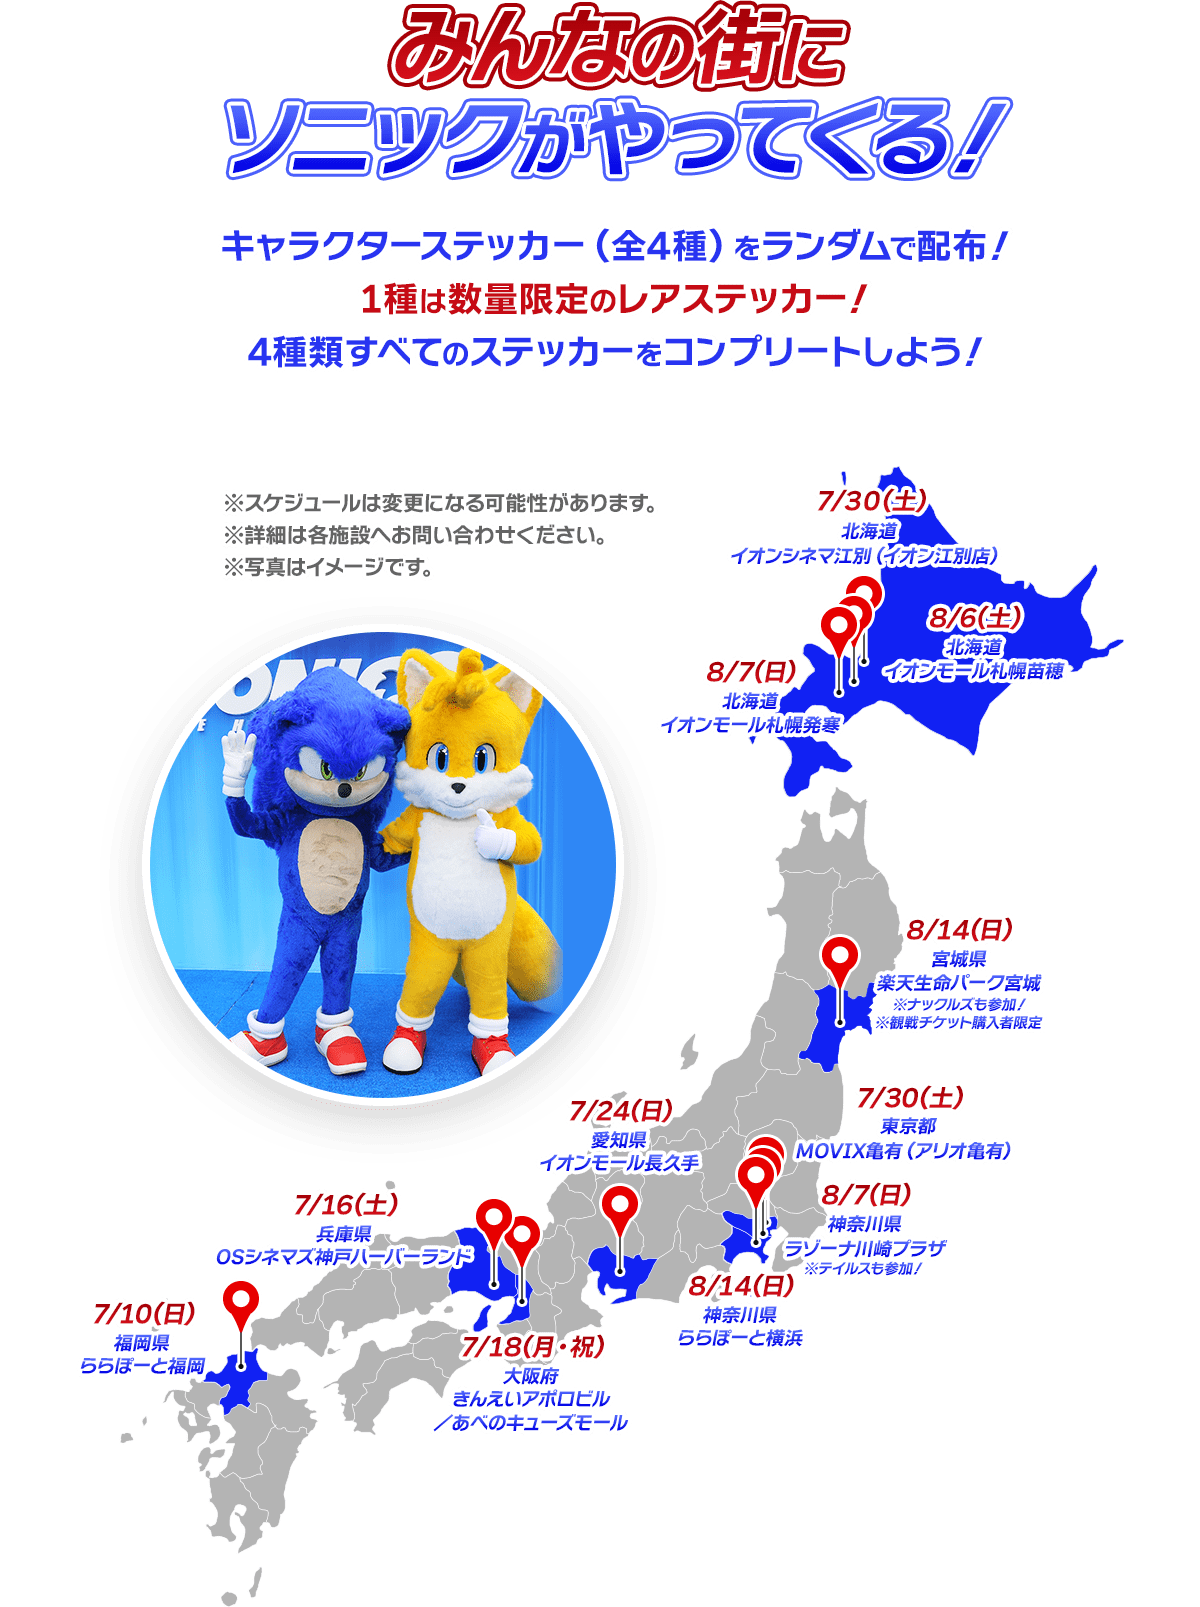 みんなの街に
ソニックがやってくる！
キャラクターステッカー（全4種）をランダムで配布！
1種は数量限定のレアステッカー！
4種類すべてのステッカーをコンプリートしよう！
※スケジュールは変更になる可能性があります。
※詳細は各施設へお問い合わせください。
※写真はイメージです。
7/30(土)
北海道
イオンシネマ江別（イオン江別店）
8/6(土)
北海道
イオンモール札幌苗穂
8/7(日)
北海道
イオンモール札幌発寒
8/14(日)
宮城県
楽天生命パーク宮城
※ナックルズも参加！
※観戦チケット購入者限定
7/30(土)
東京都
MOVIX亀有（アリオ亀有）
8/7(日)
神奈川県
ラゾーナ川崎プラザ
※テイルスも参加！
8/14(日)
神奈川県
ららぽーと横浜
7/24(日)
愛知県
イオンモール長久手
7/16(土)
兵庫県
OSシネマズ神戸ハーバーランド
7/18(月・祝)
大阪府
きんえいアポロビル
／あべのキューズモール
7/10(日)
福岡県
ららぽーと福岡